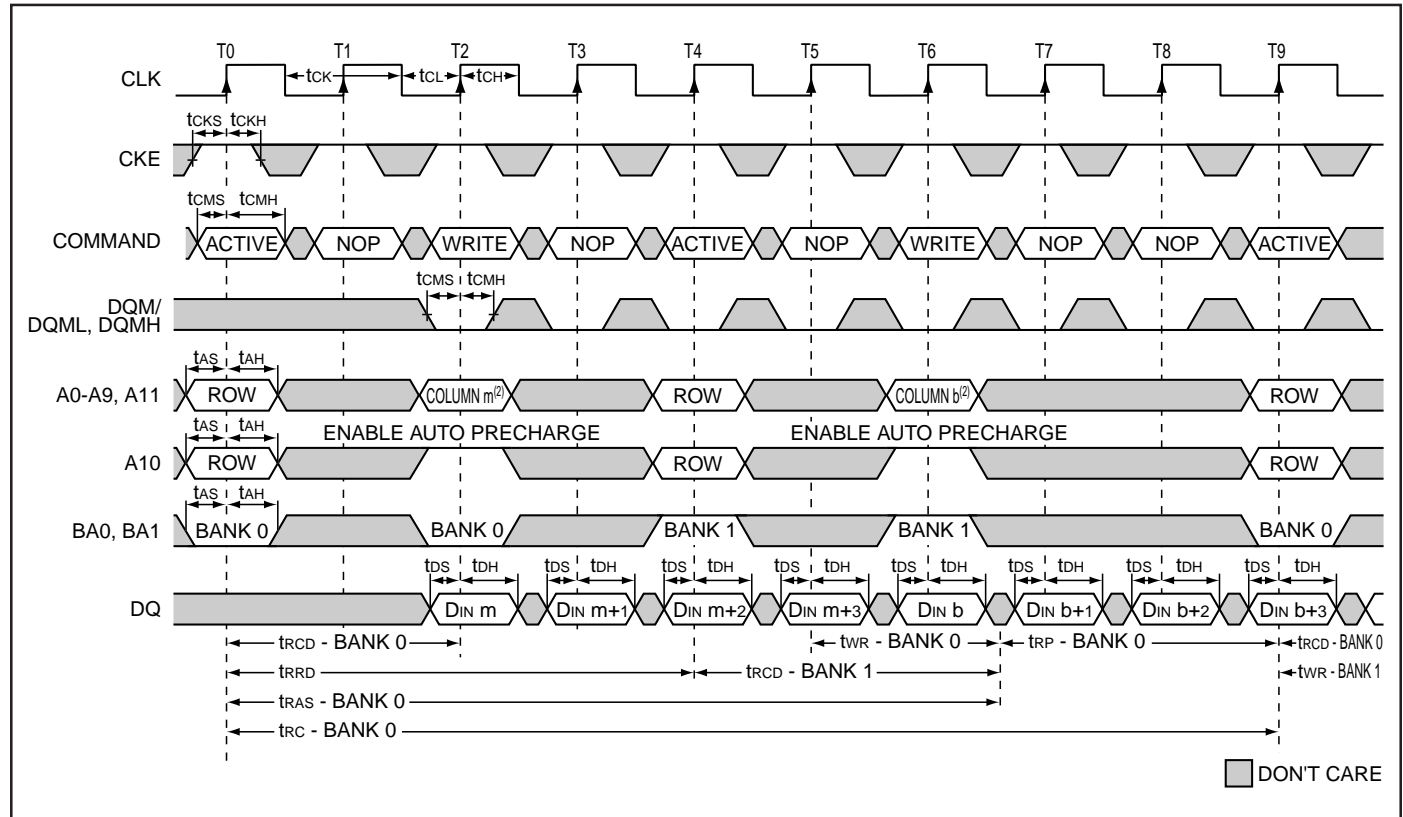 T0 T1 T2 T3 T4 T5 T6 T7 T8 T9
CLK tCK tCL tCH
tCKS tCKH
CKE
tCMS tCMH
COMMAND ACTIVE NOP WRITE NOP ACTIVE NOP WRITE NOP NOP ACTIVE
tCMS tCMH
DQM/
DQML, DQMH
tAS tAH
A0-A9, A11 ROW COLUMN m(2) ROW COLUMN b(2) ROW
tAS tAH ENABLE AUTO PRECHARGE ENABLE AUTO PRECHARGE
A10 ROW ROW ROW
tAS tAH
BA0, BA1 BANK 0 BANK 0 BANK 1 BANK 1 BANK 0
tDS tDH tDS tDH tDS tDH tDS tDH tDS tDH tDS tDH tDS tDH tDS tDH
DQ DIN m DIN m+1 DIN m+2 DIN m+3 DIN b DIN b+1 DIN b+2 DIN b+3
tRCD - BANK 0 tWR - BANK 0 tRP - BANK 0 tRCD - BANK 0
tRRD tRCD - BANK 1 tWR - BANK 1
tRAS - BANK 0
tRC - BANK 0
DON'T CARE